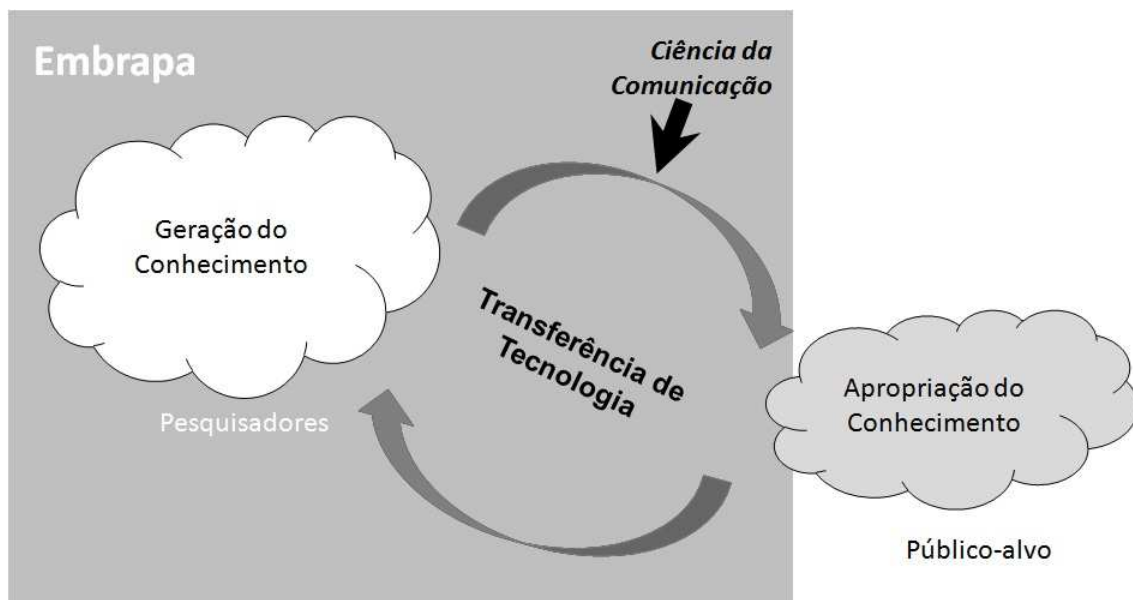 Embrapa
Ciência da
Comunicação
Geração do
Conhecimento
Transferência de
Tecnologia
Pesquisadores
Apropriação do
Conhecimento
Público-alvo